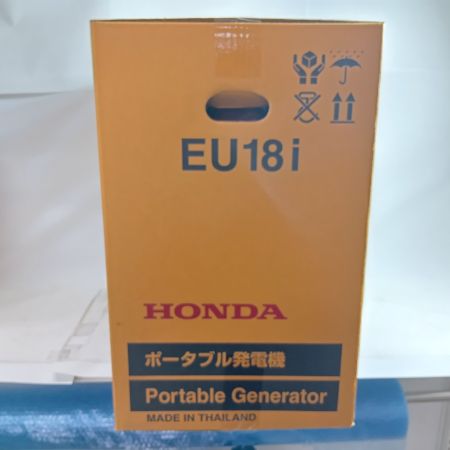 EU18i
HONDA
ポータブル発電機
Portable Generator
MADE IN THAILAND